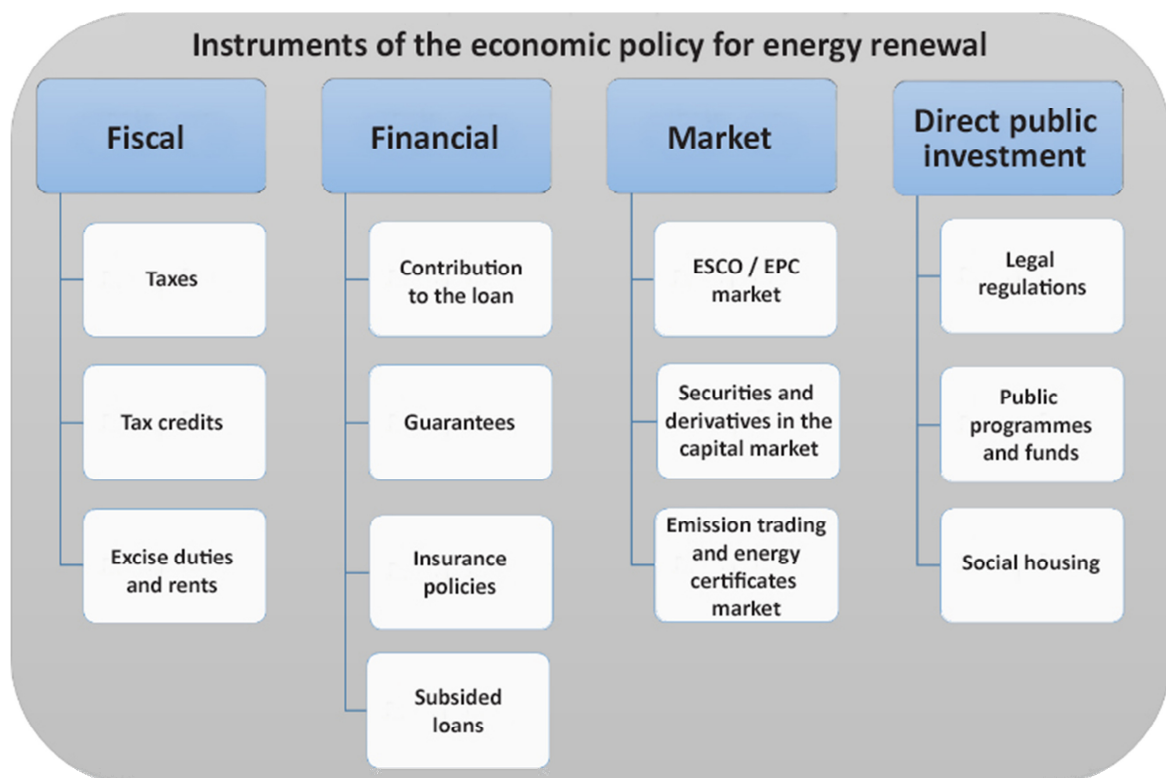 Instruments of the economic policy for energy renewal
Fiscal
Taxes
Tax credits
Excise duties
and rents
Financial
Contribution
to the loan
Guarantees
Insurance
policies
Subsided
loans
Market
ESCO / EPC
market
Securities and
derivatives in the
capital market
Emission trading
and energy
certificates
market
Direct public
investment
Legal
regulations
Public
programmes
and funds
Social housing